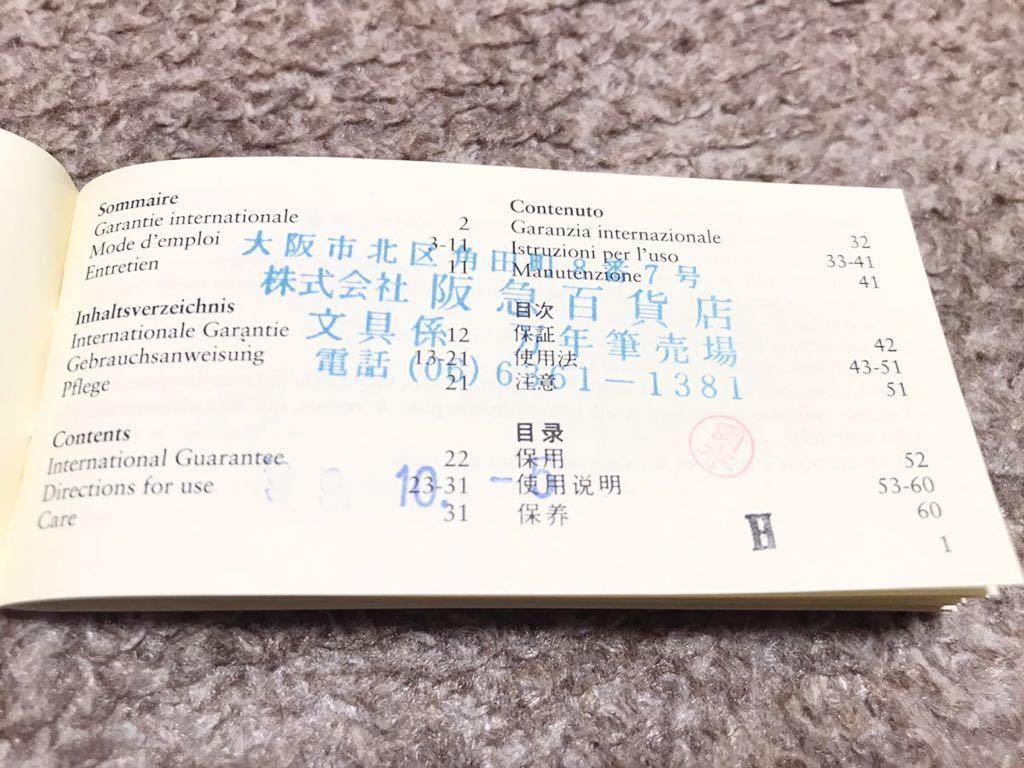 Sommaire
Garantie internationale 2
Mode d'emploi 3-11
Entretien 11
Inhaltsverzeichnis
Internationale Garantie 12
Gebrauchsanweisung 13-21
Pflege 21
Contents
International Guarantee 22
Directions for use 23-31
Care 31
Contenuto
Garanzia internazionale 32
Istruzioni per l'uso 33-41
Manutenzione 41
目次
保証 42
使用法 43-51
注意 51
目录
保用 52
使用说明 53-60
保养 60
1
大阪市北区角田町8番7号
株式会社 阪急百貨店
文具係 万年筆売場
電話 (06) 6361-1381
10. -5
H